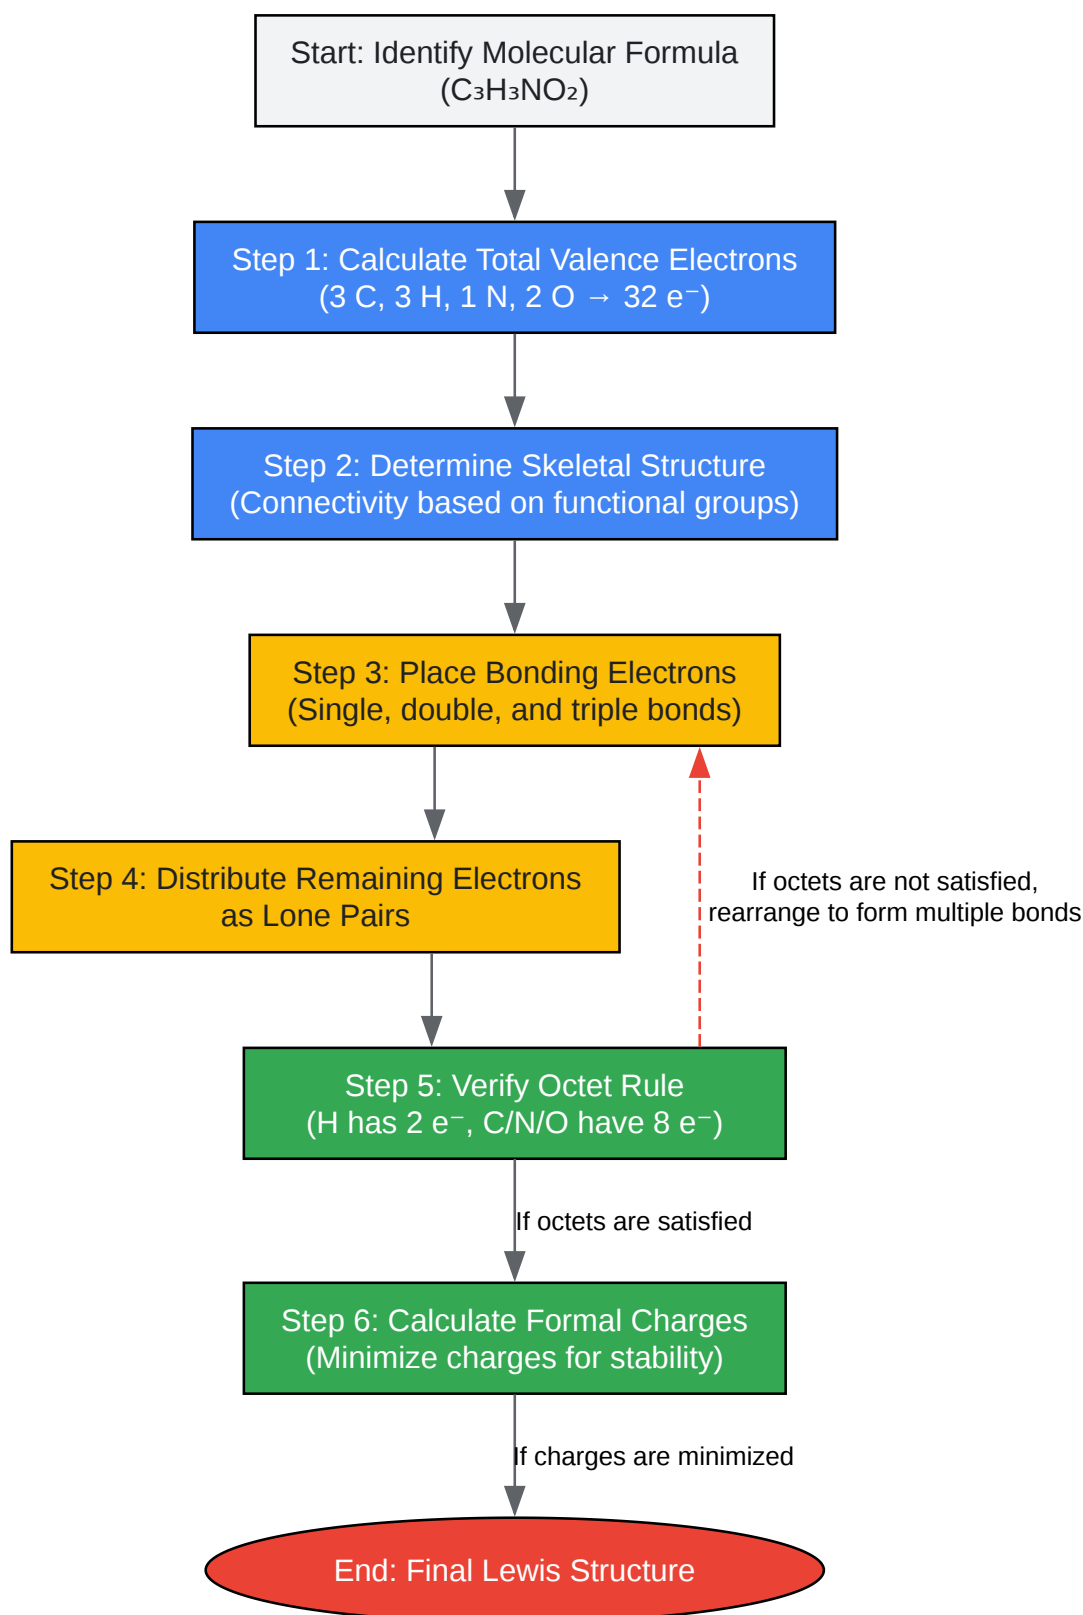 Start: Identify Molecular Formula
(C₃H₃NO₂)
Step 1: Calculate Total Valence Electrons
(3 C, 3 H, 1 N, 2 O → 32 e⁻)
Step 2: Determine Skeletal Structure
(Connectivity based on functional groups)
Step 3: Place Bonding Electrons
(Single, double, and triple bonds)
Step 4: Distribute Remaining Electrons
as Lone Pairs
If octets are not satisfied,
rearrange to form multiple bonds
Step 5: Verify Octet Rule
(H has 2 e⁻, C/N/O have 8 e⁻)
If octets are satisfied
Step 6: Calculate Formal Charges
(Minimize charges for stability)
If charges are minimized
End: Final Lewis Structure